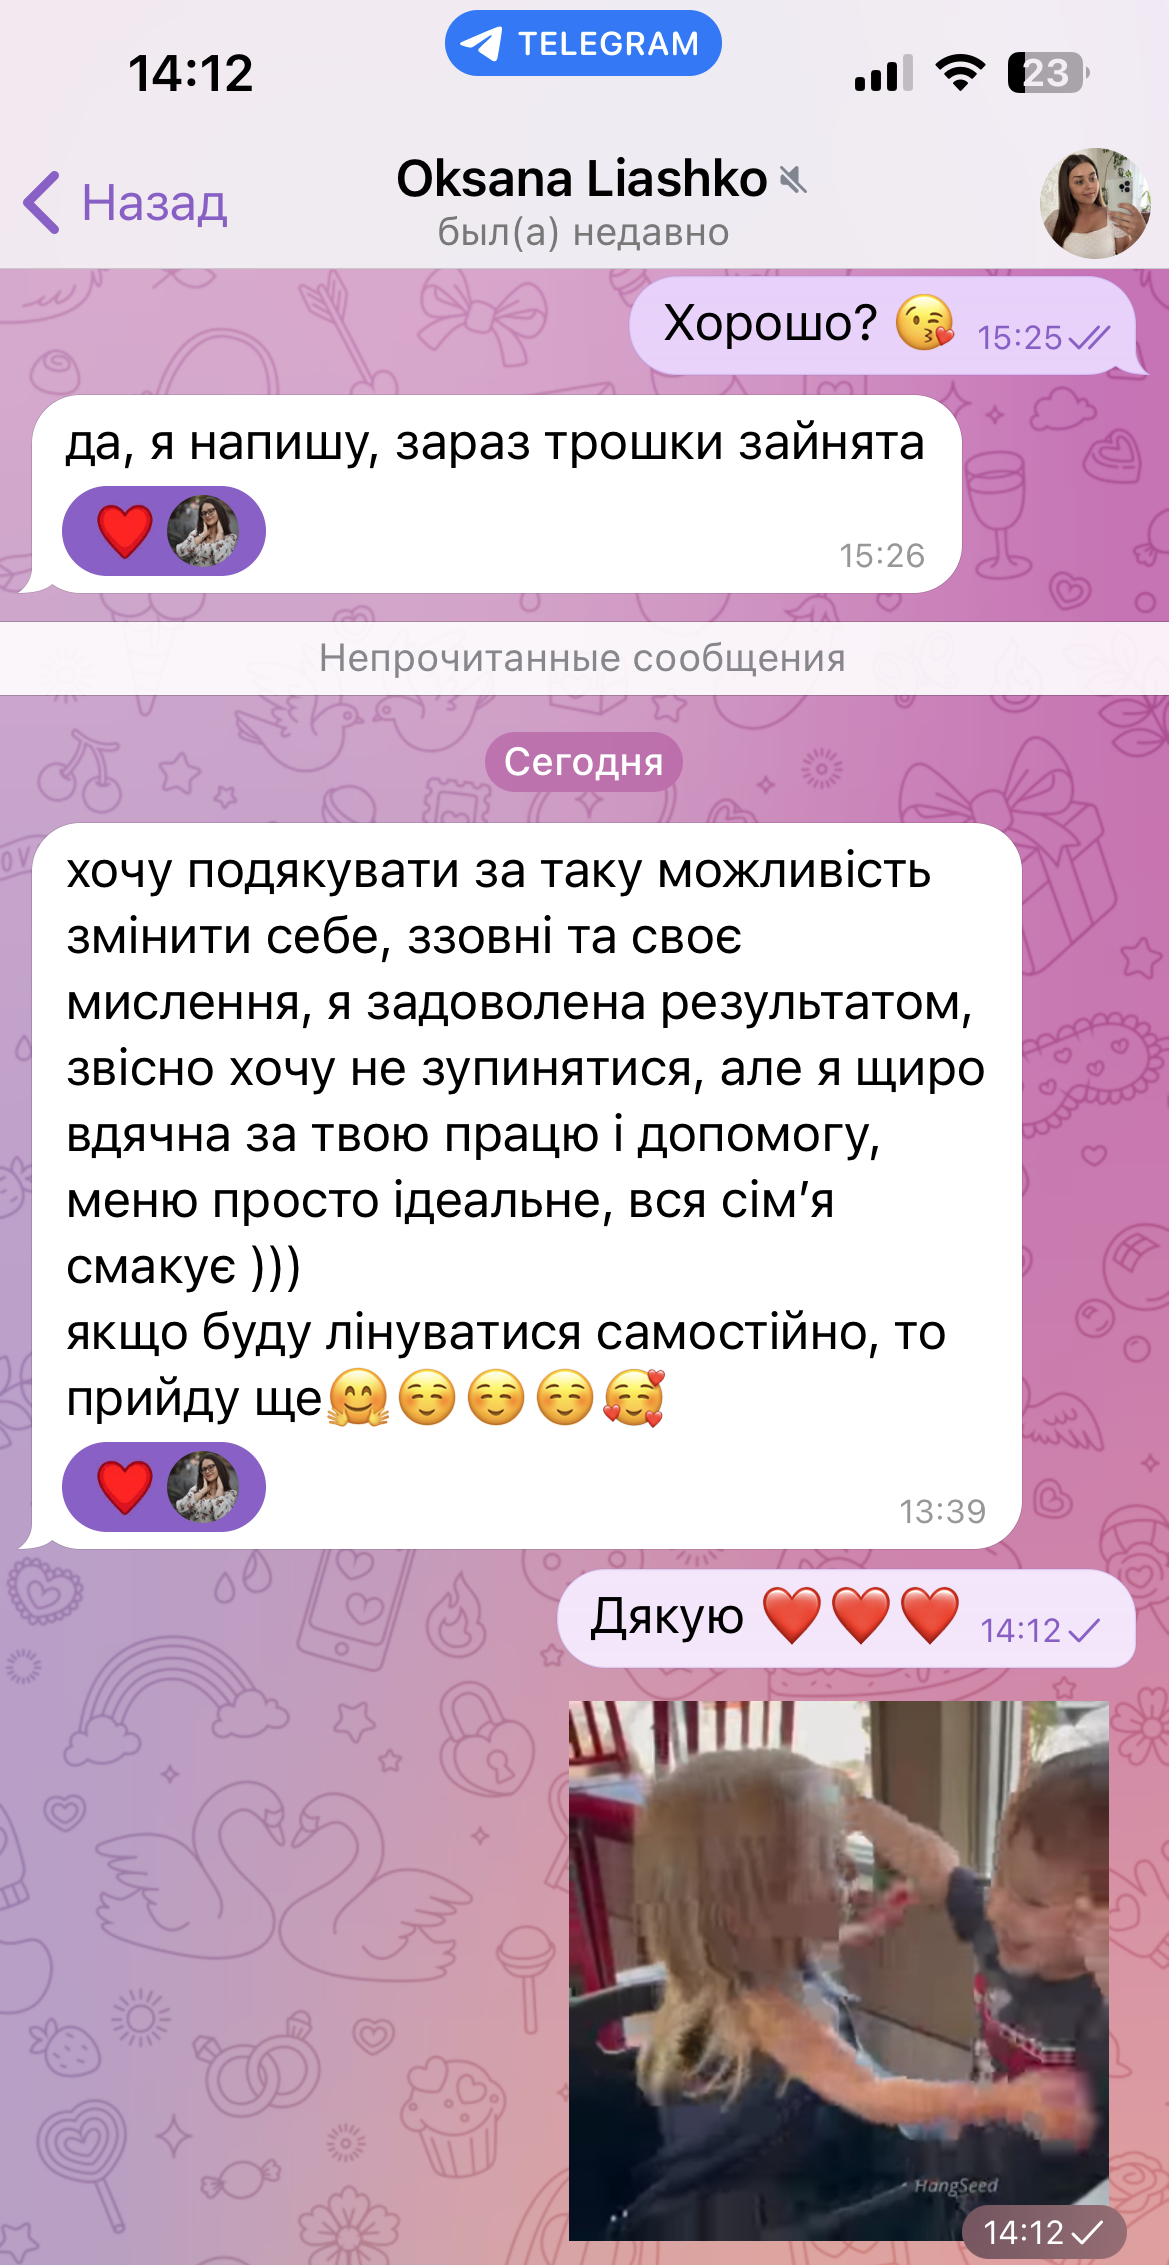 14:12
TELEGRAM
23
Назад
Oksana Liashko
был(а) недавно
Хорошо? 😘 15:25
да, я напишу, зараз трошки зайнята
❤️
15:26
Непрочитанные сообщения
Сегодня
хочу подякувати за таку можливість
змінити себе, ззовні та своє
мислення, я задоволена результатом,
звісно хочу не зупинятися, але я щиро
вдячна за твою працю і допомогу,
меню просто ідеальне, вся сім’я
смакує )))
якщо буду лінуватися самостійно, то
прийду ще🤗☺️☺️☺️🥰
❤️
13:39
Дякую ❤️❤️❤️ 14:12
HangSeed
14:12